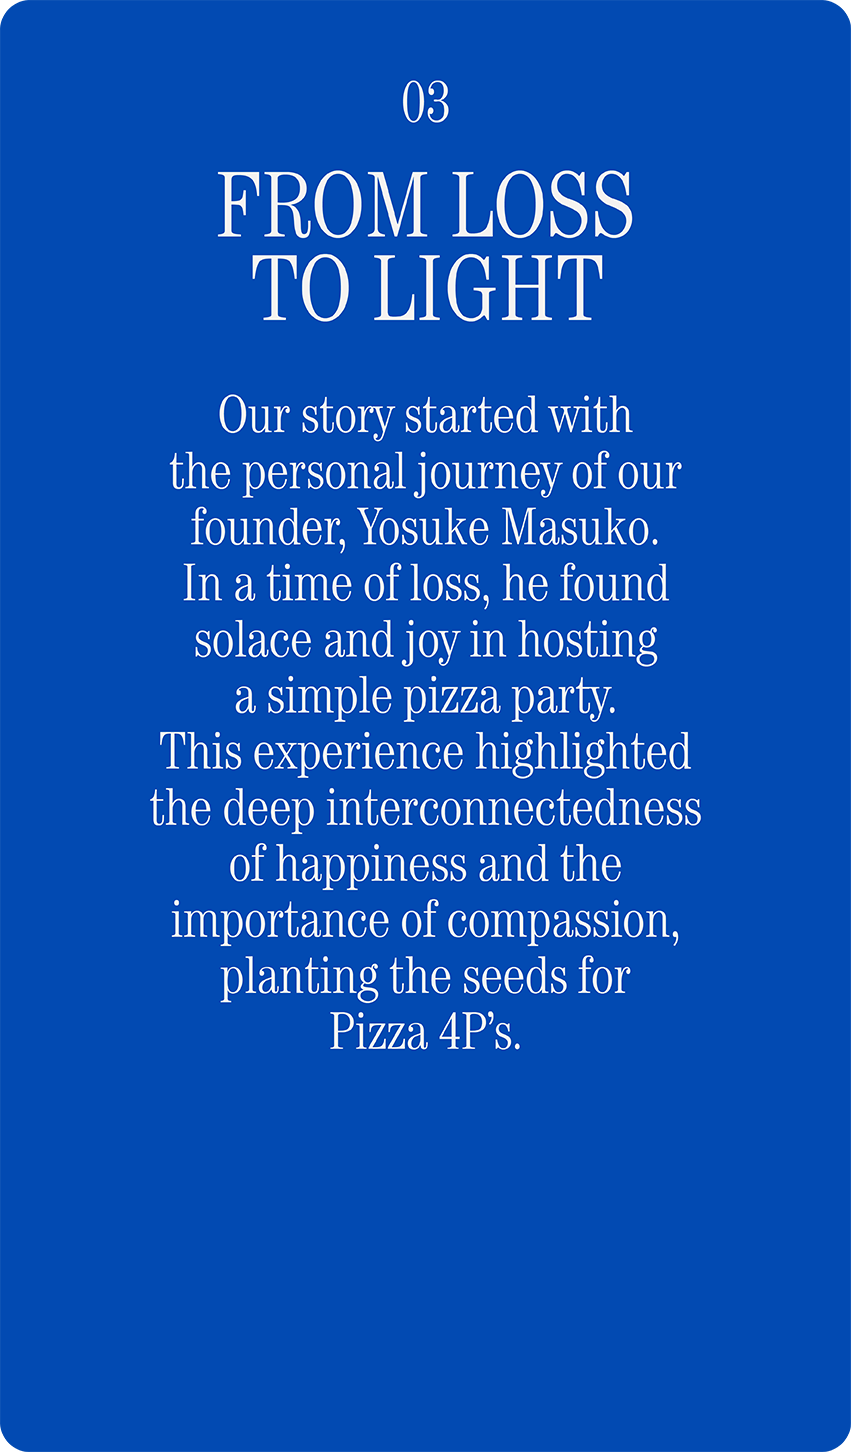 03
FROM LOSS
TO LIGHT
Our story started with
the personal journey of our
founder, Yosuke Masuko.
In a time of loss, he found
solace and joy in hosting
a simple pizza party.
This experience highlighted
the deep interconnectedness
of happiness and the
importance of compassion,
planting the seeds for
Pizza 4P’s.